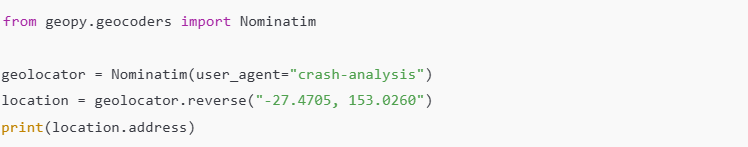 from geopy.geocoders import Nominatim
geolocator = Nominatim(user_agent="crash-analysis")
location = geolocator.reverse("-27.4705, 153.0260")
print(location.address)